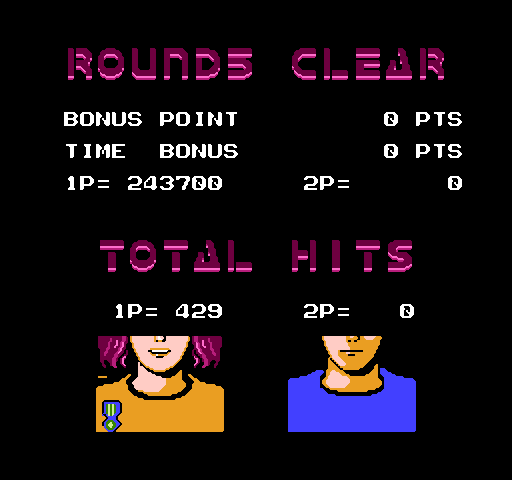 ROUNDS CLEAR
BONUS POINT 0 PTS
TIME BONUS 0 PTS
1P= 243700 2P= 0
TOTAL HITS
1P= 429 2P= 0